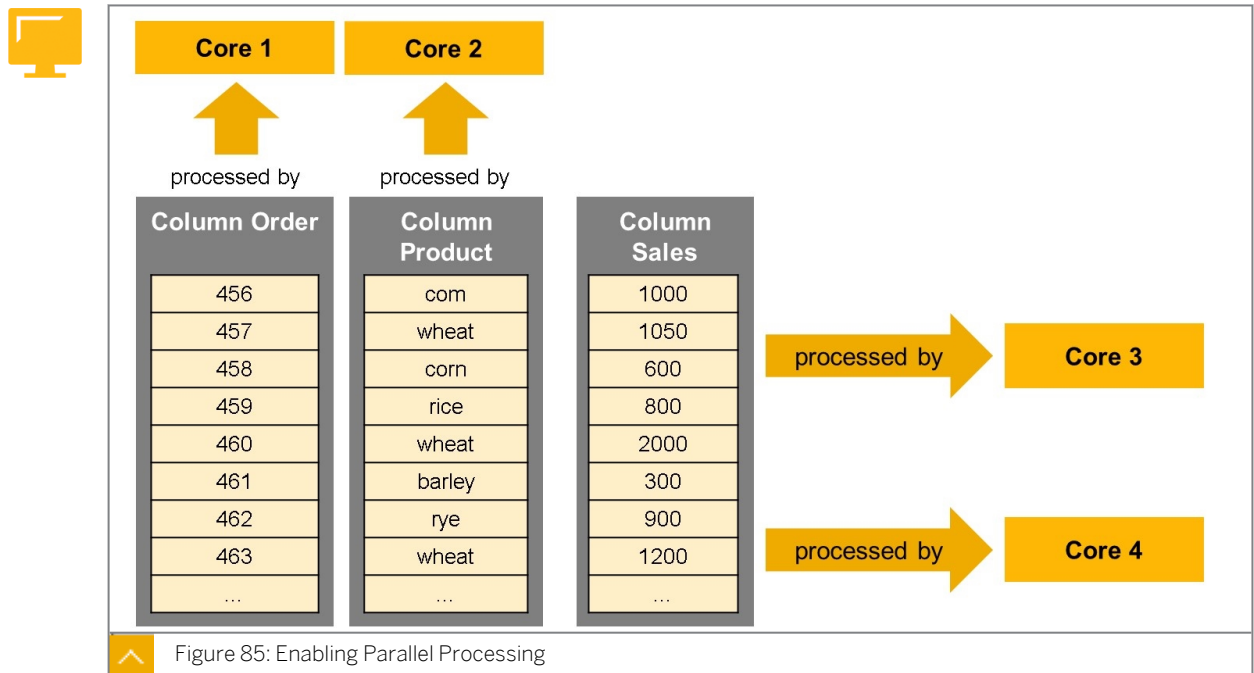 Core 1
Core 2
processed by
processed by
Column Order
456
457
458
459
460
461
462
463
...
Column
Product
com
wheat
corn
rice
wheat
barley
rye
wheat
...
Column
Sales
1000
1050
600
800
2000
300
900
1200
...
processed by
Core 3
processed by
Core 4
Figure 85: Enabling Parallel Processing